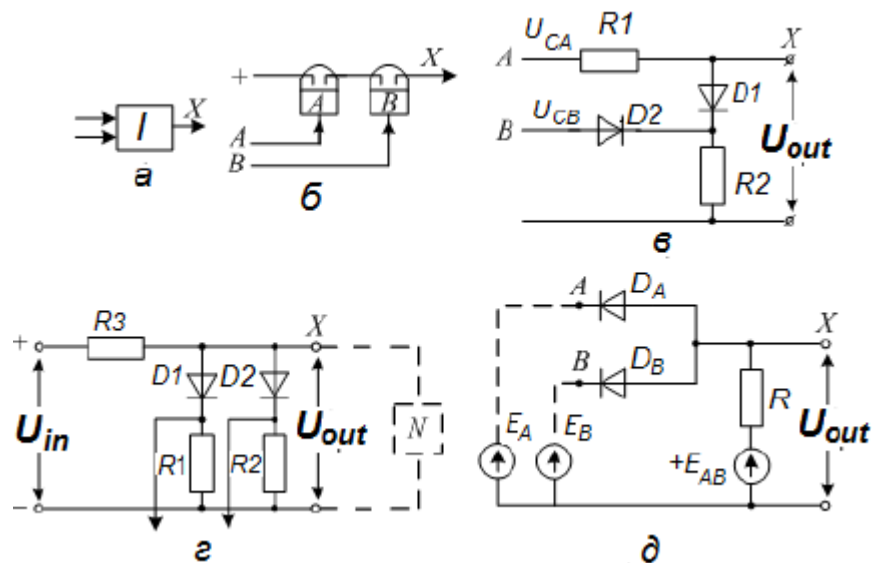 I
X
а
+
A
B
X
A
B
б
A
U_CA
R1
X
B
U_CB
D2
D1
R2
U_out
в
+
R3
X
D1
D2
U_in
R1
R2
U_out
N
−
г
A
D_A
X
B
D_B
R
E_A
E_B
+E_AB
U_out
д